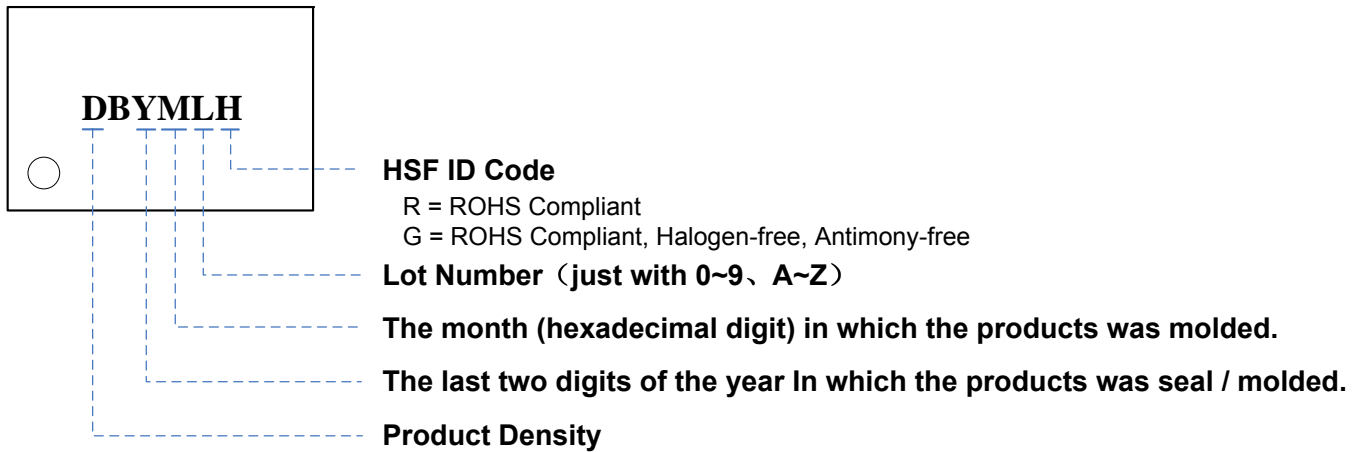 DBYMLH
HSF ID Code
R = ROHS Compliant
G = ROHS Compliant, Halogen-free, Antimony-free
Lot Number（just with 0~9、A~Z）
The month (hexadecimal digit) in which the products was molded.
The last two digits of the year In which the products was seal / molded.
Product Density